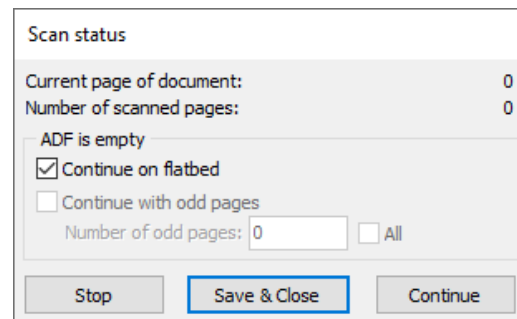 Scan status
Current page of document: 0
Number of scanned pages: 0
ADF is empty
Continue on flatbed
Continue with odd pages
Number of odd pages: 0 All
Stop Save & Close Continue